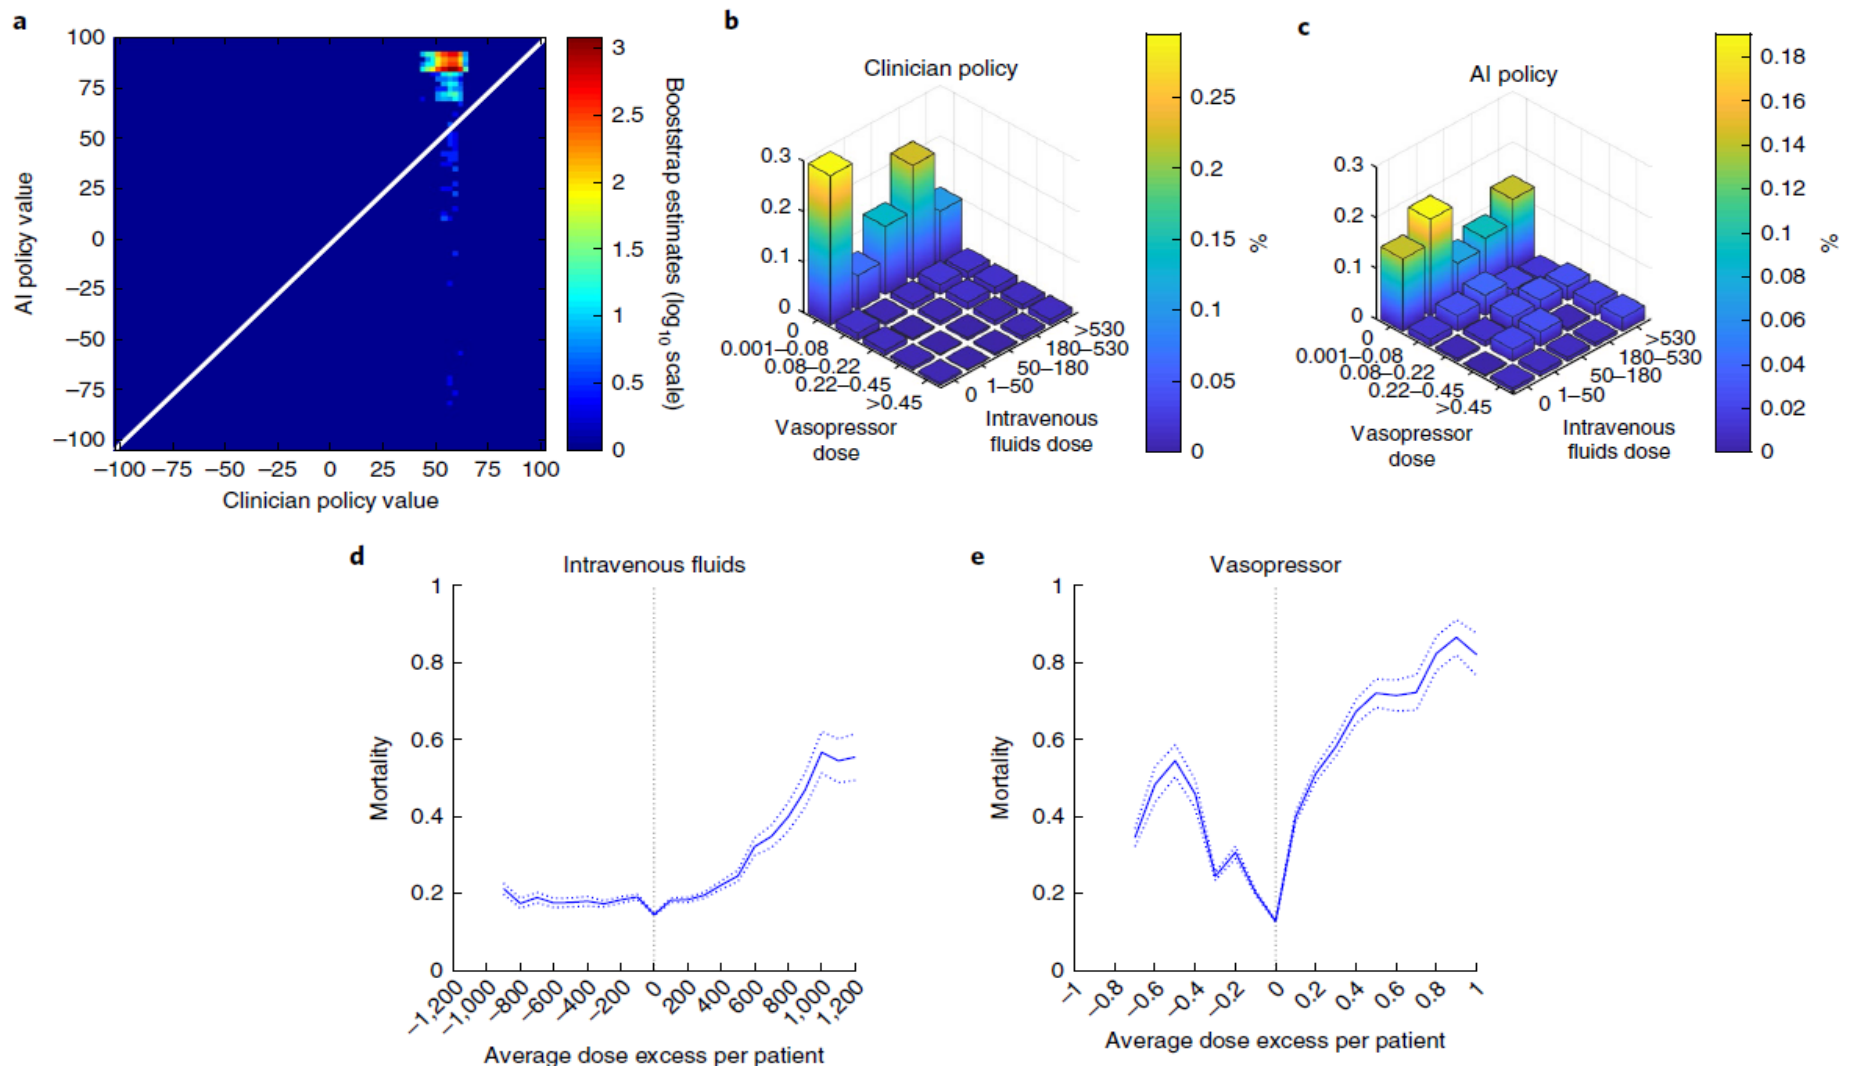 a
100
75
50
25
0
−25
−50
−75
−100
AI policy value
−100 −75 −50 −25 0 25 50 75 100
Clinician policy value
3
2.5
2
1.5
1
0.5
0
Booststrap estimates (log10 scale)
b
Clinician policy
0.3
0.2
0.1
0
0
0.001–0.08
0.08–0.22
0.22–0.45
>0.45
Vasopressor
dose
0
1–50
50–180
180–530
>530
Intravenous
fluids dose
0.25
0.2
0.15
0.1
0.05
0
%
c
AI policy
0.3
0.2
0.1
0
0
0.001–0.08
0.08–0.22
0.22–0.45
>0.45
Vasopressor
dose
0
1–50
50–180
180–530
>530
Intravenous
fluids dose
0.18
0.16
0.14
0.12
0.1
0.08
0.06
0.04
0.02
0
%
d
Intravenous fluids
1
0.8
0.6
0.4
0.2
0
Mortality
−1,200 −1,000 −800 −600 −400 −200 0 200 400 600 800 1,000 1,200
Average dose excess per patient
e
Vasopressor
1
0.8
0.6
0.4
0.2
0
Mortality
−1 −0.8 −0.6 −0.4 −0.2 0 0.2 0.4 0.6 0.8 1
Average dose excess per patient